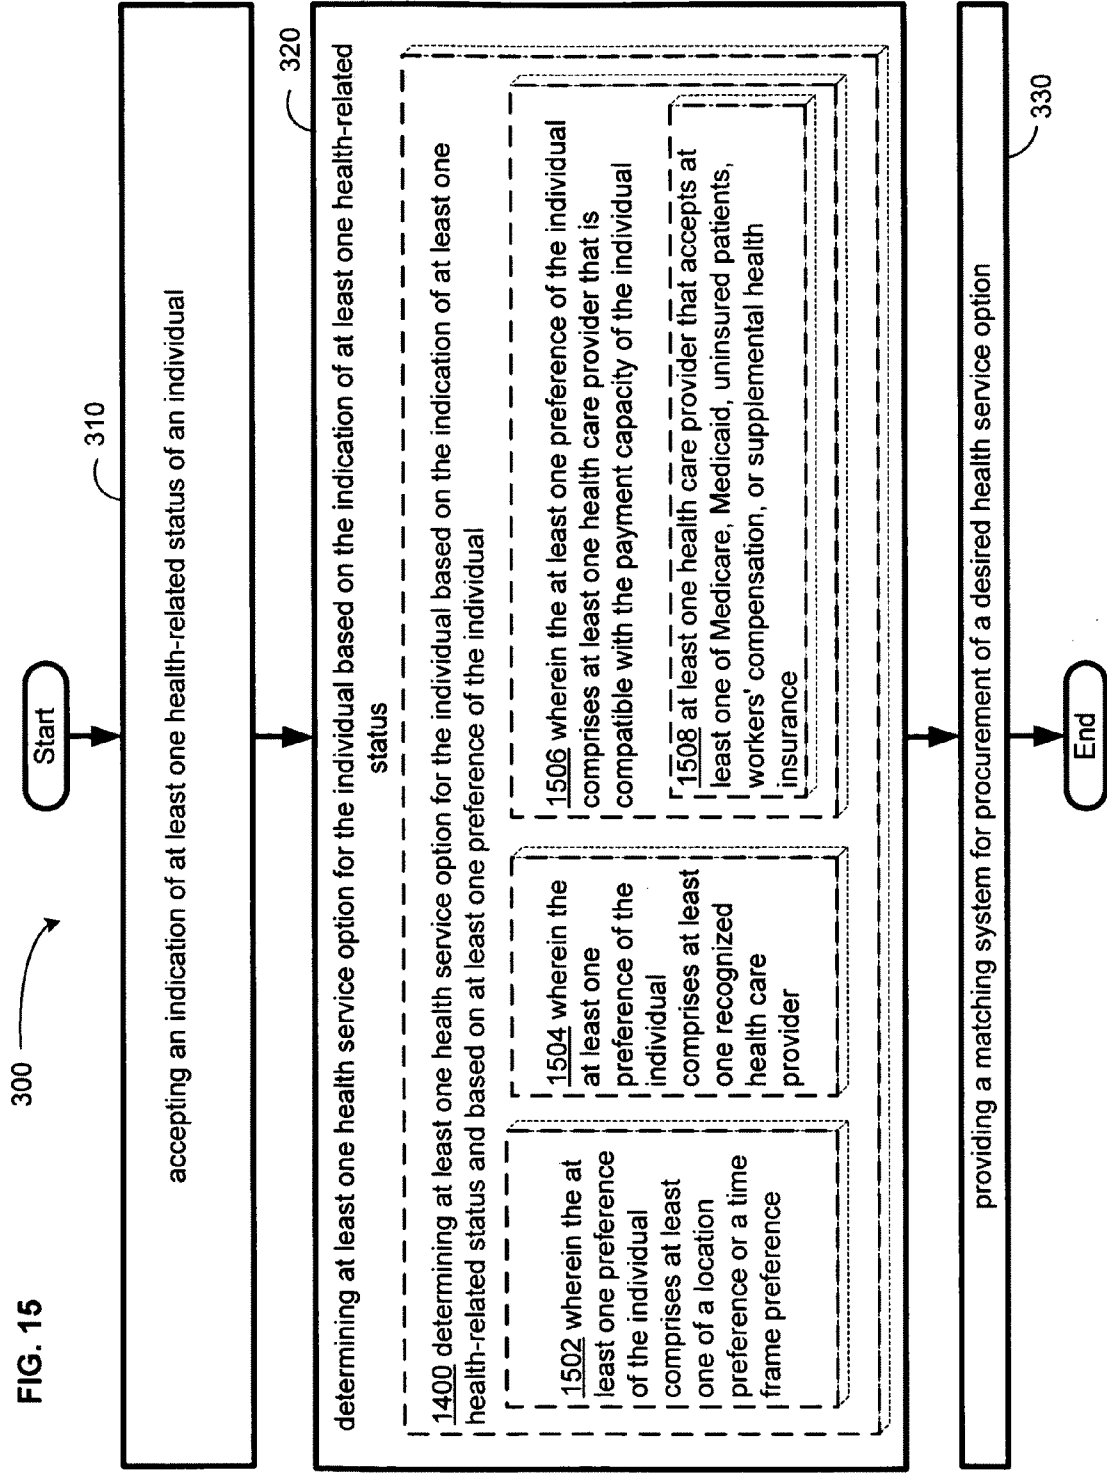 FIG. 15
300
Start
310
accepting an indication of at least one health-related status of an individual
320
determining at least one health service option for the individual based on the indication of at least one health-related
status
1400 determining at least one health service option for the individual based on the indication of at least one
health-related status and based on at least one preference of the individual
1502 wherein the at
least one preference
of the individual
comprises at least
one of a location
preference or a time
frame preference
1504 wherein the
at least one
preference of the
individual
comprises at least
one recognized
health care
provider
1506 wherein the at least one preference of the individual
comprises at least one health care provider that is
compatible with the payment capacity of the individual
1508 at least one health care provider that accepts at
least one of Medicare, Medicaid, uninsured patients,
workers' compensation, or supplemental health
insurance
330
providing a matching system for procurement of a desired health service option
End